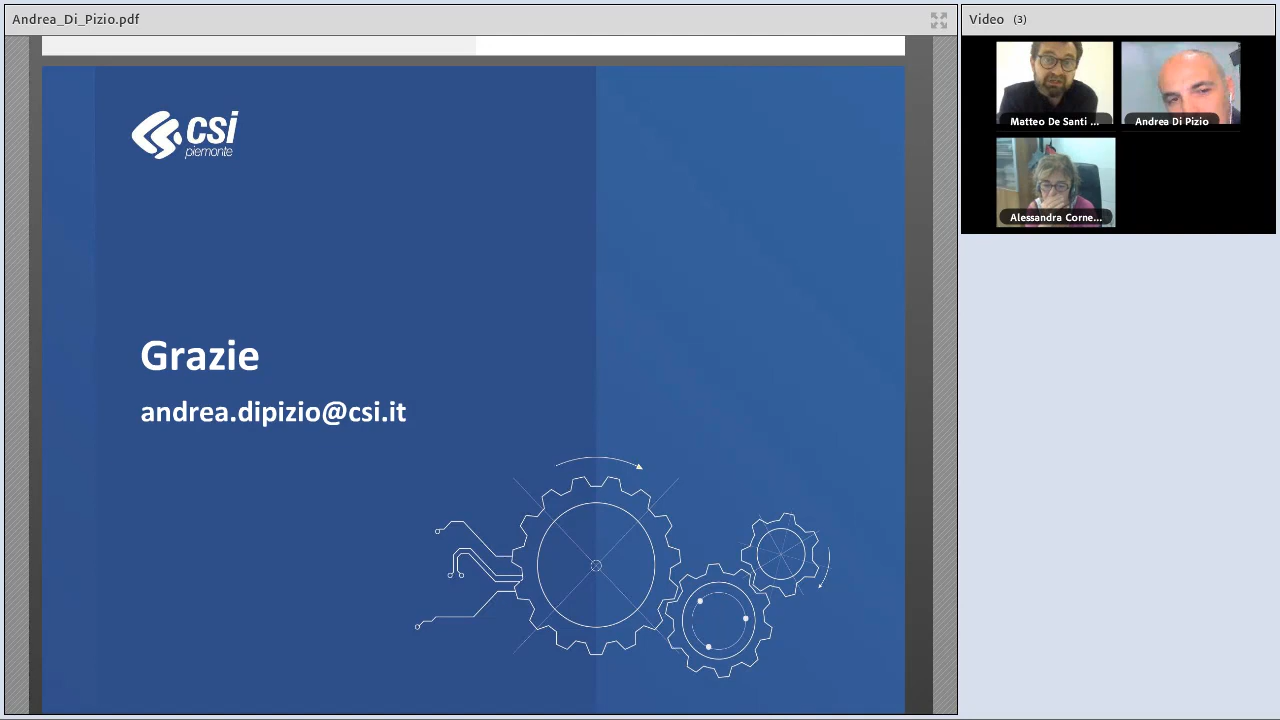 Andrea_Di_Pizio.pdf
Video (3)
Matteo De Santi ...
Andrea Di Pizio
Alessandra Corne...
csi
piemonte
Grazie
andrea.dipizio@csi.it